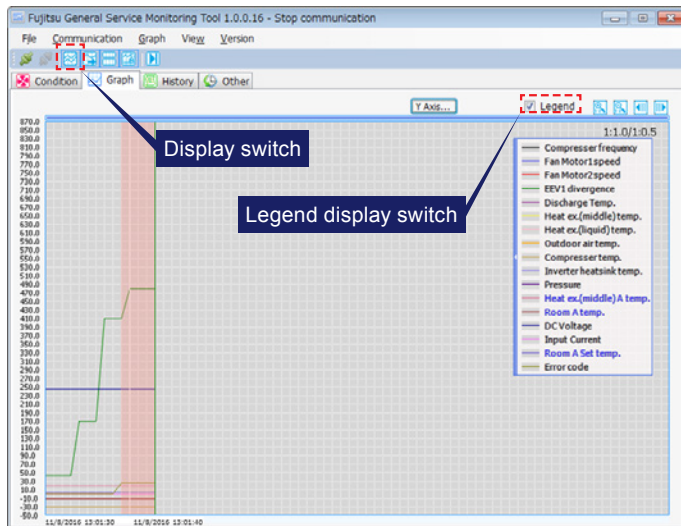 Fujitsu General Service Monitoring Tool 1.0.0.16 - Stop communication
File Communication Graph View Version
Condition Graph History Other
Y Axis... Legend
1:1.0/1:0.5
Display switch
Legend display switch
Compresser frequency
Fan Motor1 speed
Fan Motor2 speed
EEV1 divergence
Discharge Temp.
Heat ex.(middle) temp.
Heat ex.(liquid) temp.
Outdoor air temp.
Compresser temp.
Inverter heatsink temp.
Pressure
Heat ex.(middle) A temp.
Room A temp.
DC Voltage
Input Current
Room A Set temp.
Error code
870.0
850.0
830.0
810.0
790.0
770.0
750.0
730.0
710.0
690.0
670.0
650.0
630.0
610.0
590.0
570.0
550.0
530.0
510.0
490.0
470.0
450.0
430.0
410.0
390.0
370.0
350.0
330.0
310.0
290.0
270.0
250.0
230.0
210.0
190.0
170.0
150.0
130.0
110.0
90.0
70.0
50.0
30.0
10.0
-10.0
-30.0
-50.0
11/8/2016 13:01:30 11/8/2016 13:01:40